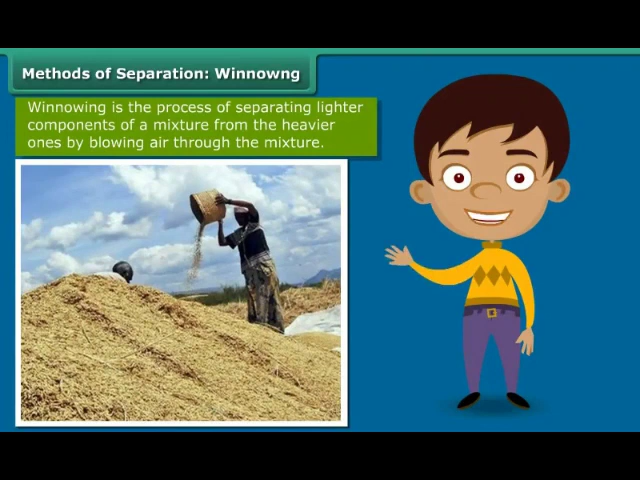 Methods of Separation: Winnowng
Winnowing is the process of separating lighter
components of a mixture from the heavier
ones by blowing air through the mixture.